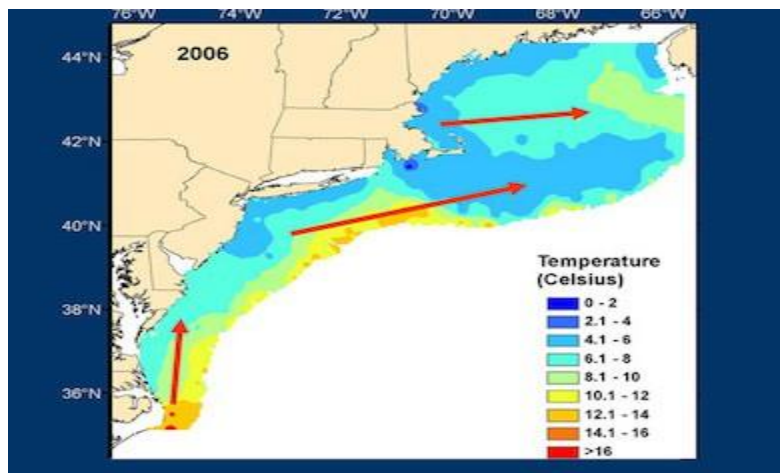 76°W 74°W 72°W 70°W 68°W 66°W
2006
44°N
42°N
40°N
38°N
36°N
Temperature
(Celsius)
0 - 2
2.1 - 4
4.1 - 6
6.1 - 8
8.1 - 10
10.1 - 12
12.1 - 14
14.1 - 16
>16